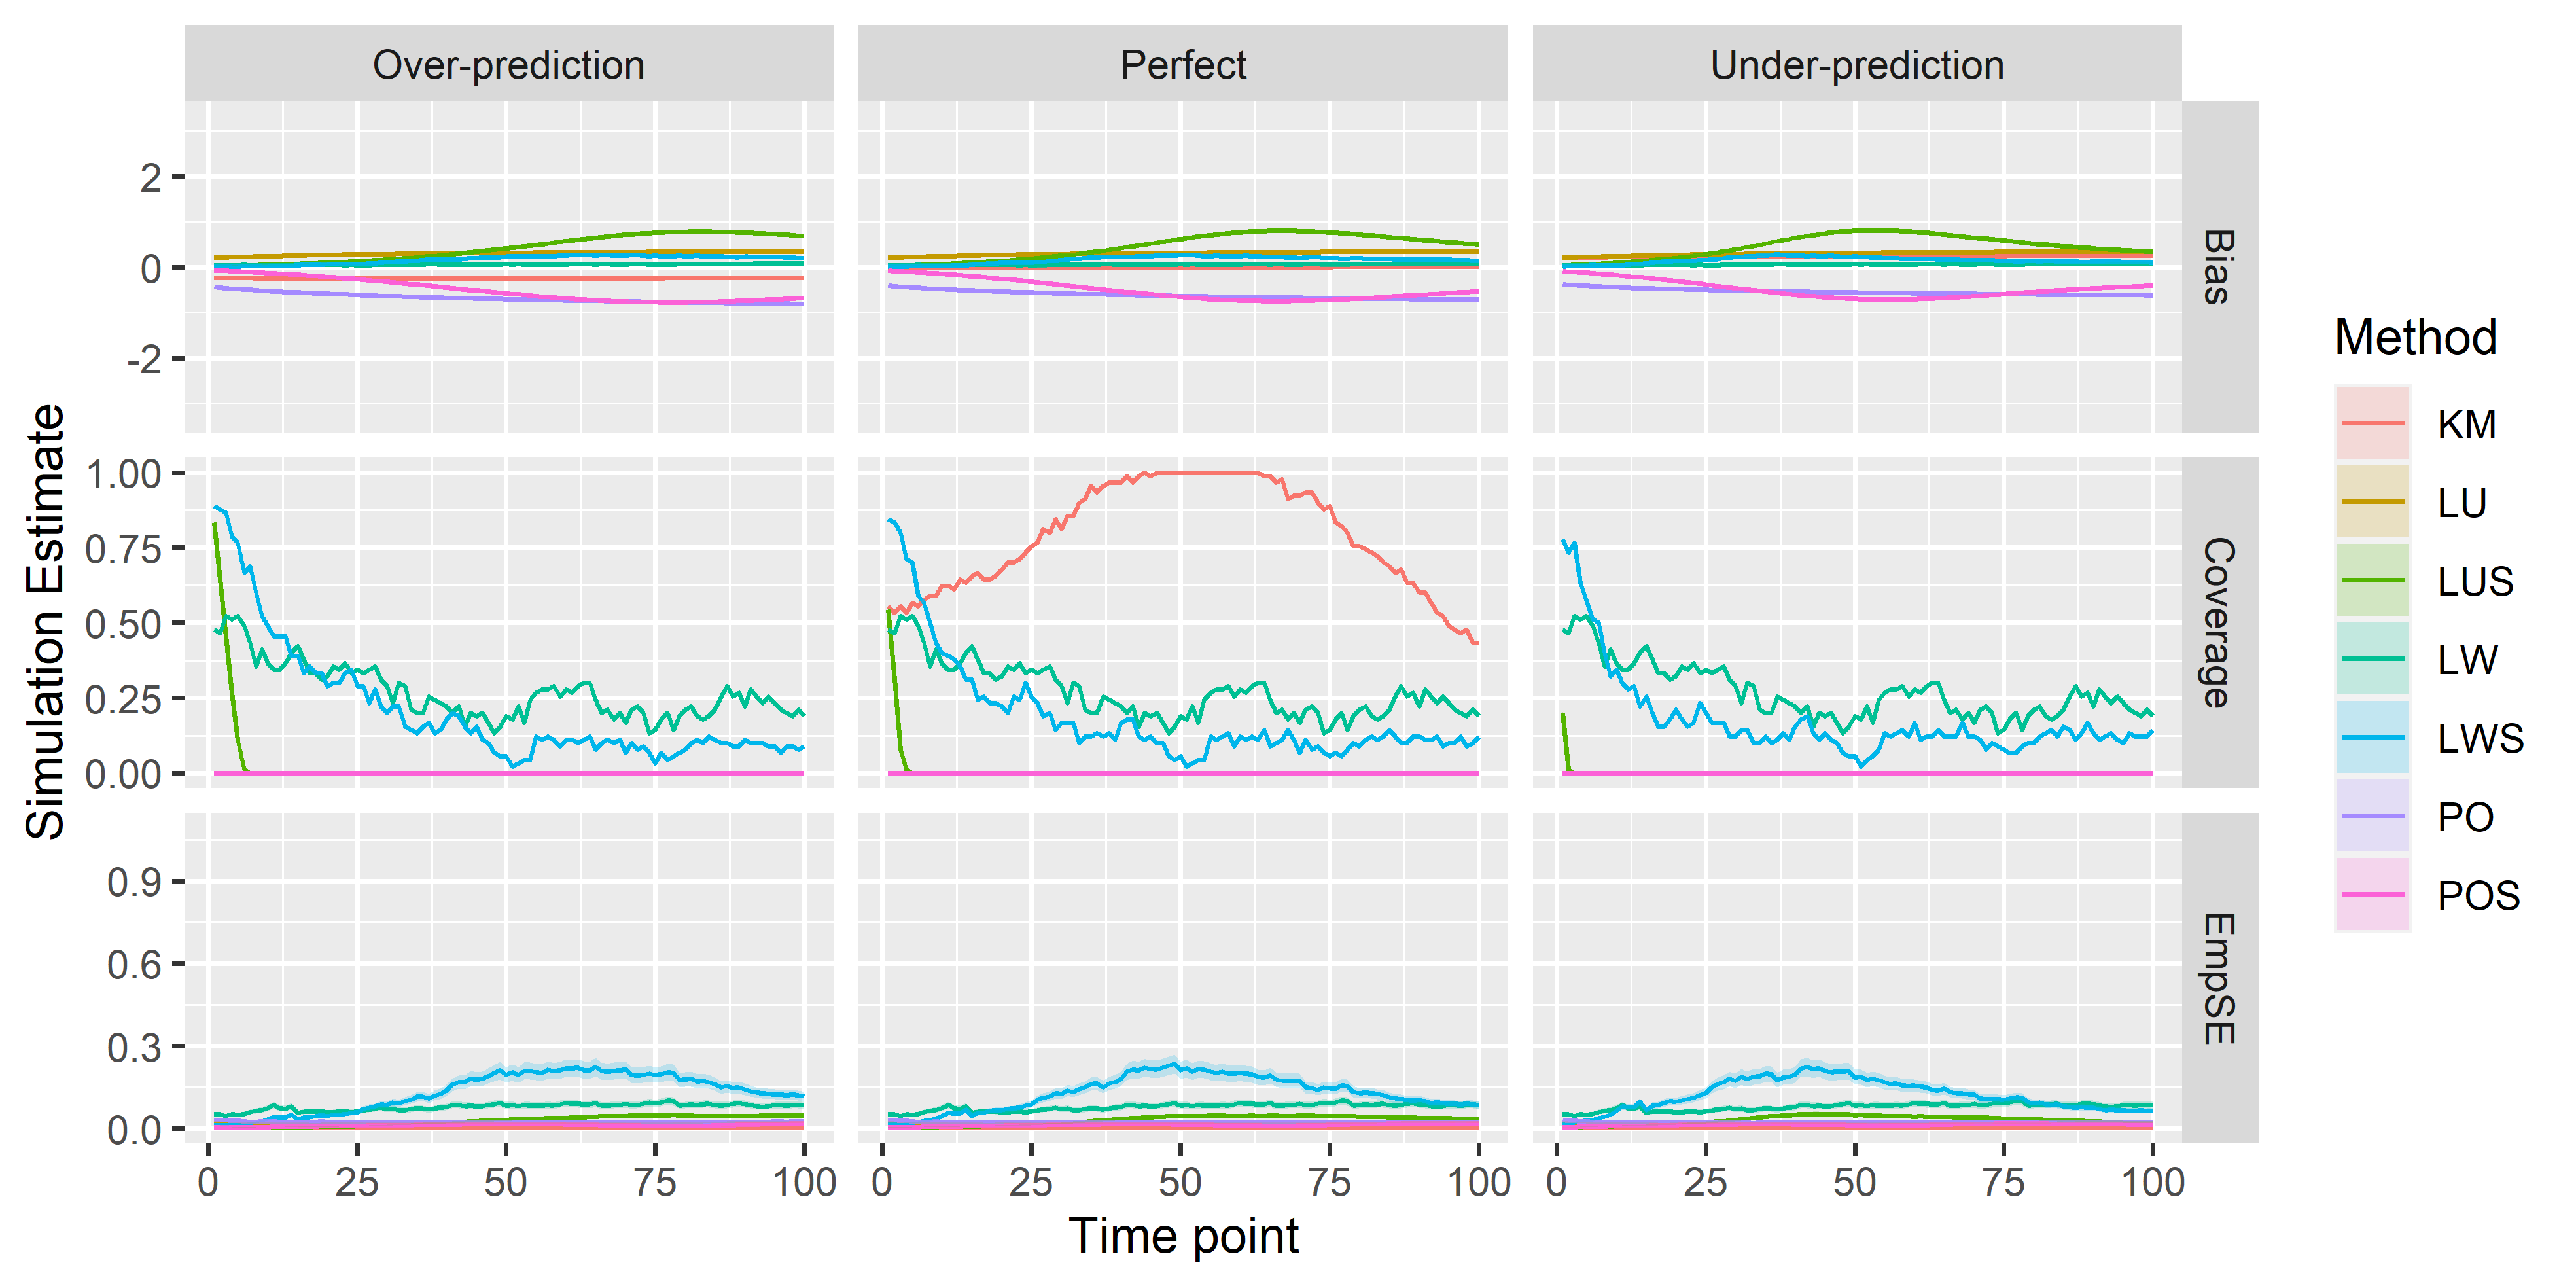 Over-prediction
Perfect
Under-prediction
Simulation Estimate
2
0
-2
Bias
1.00
0.75
0.50
0.25
0.00
Coverage
0.9
0.6
0.3
0.0
EmpSE
0 25 50 75 100
0 25 50 75 100
0 25 50 75 100
Time point
Method
KM
LU
LUS
LW
LWS
PO
POS